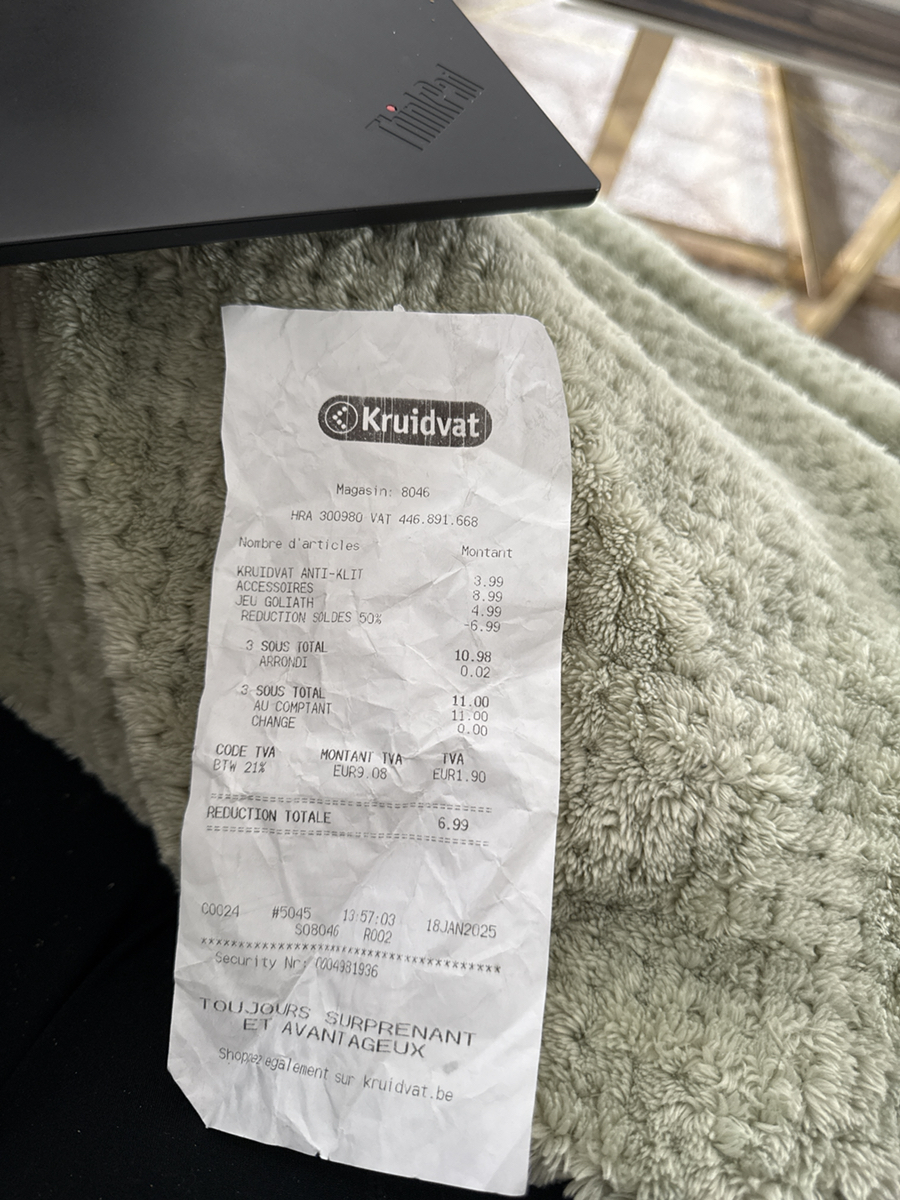 ThinkPad
Kruidvat
Magasin: 8046
HRA 300980 VAT 446.891.668
Nombre d'articles Montant
KRUIDVAT ANTI-KLIT 3.99
ACCESSOIRES 8.99
JEU GOLIATH 4.99
REDUCTION SOLDES 50% -6.99
3 SOUS TOTAL 10.98
ARRONDI 0.02
3 SOUS TOTAL 11.00
AU COMPTANT 11.00
CHANGE 0.00
CODE TVA MONTANT TVA TVA
BTW 21% EUR9.08 EUR1.90
=================================
REDUCTION TOTALE 6.99
=================================
C0024 #5045 13:57:03 18JAN2025
S08046 R002
****************************************
Security Nr: 0004981936
TOUJOURS SURPRENANT
ET AVANTAGEUX
Shoppez également sur kruidvat.be